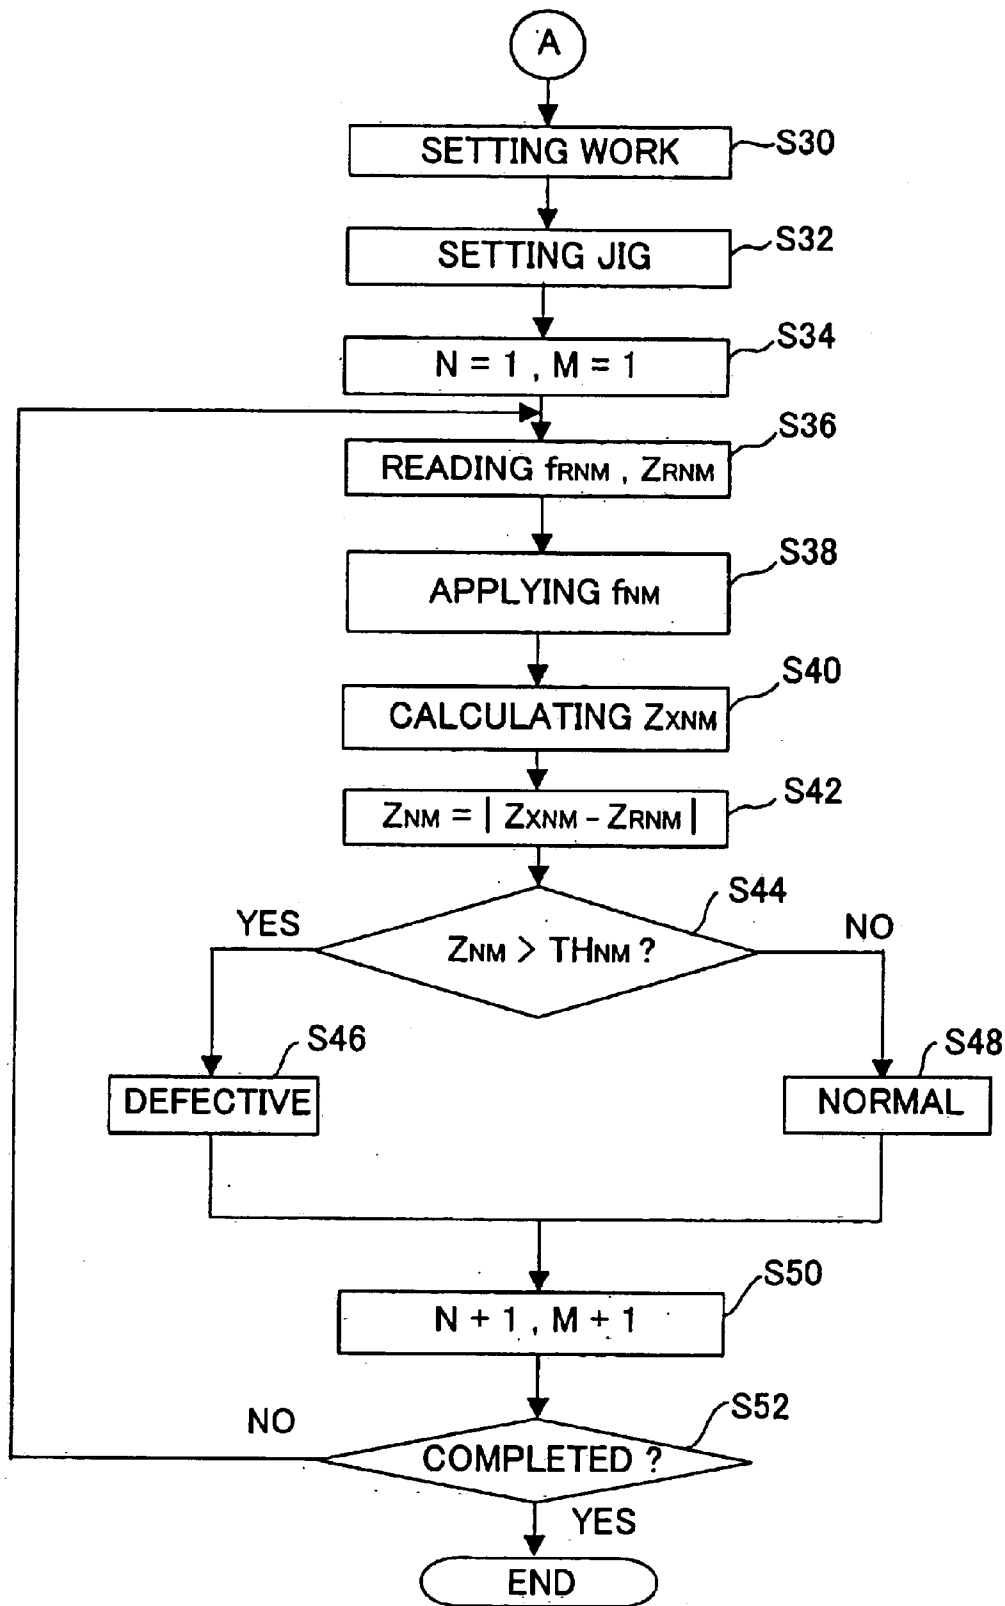 A
SETTING WORK
S30
SETTING JIG
S32
N = 1 , M = 1
S34
READING fRNM , ZRNM
S36
APPLYING fNM
S38
CALCULATING ZXNM
S40
ZNM = | ZXNM - ZRNM |
S42
ZNM > THNM ?
S44
YES
NO
DEFECTIVE
S46
NORMAL
S48
N + 1 , M + 1
S50
COMPLETED ?
S52
NO
YES
END